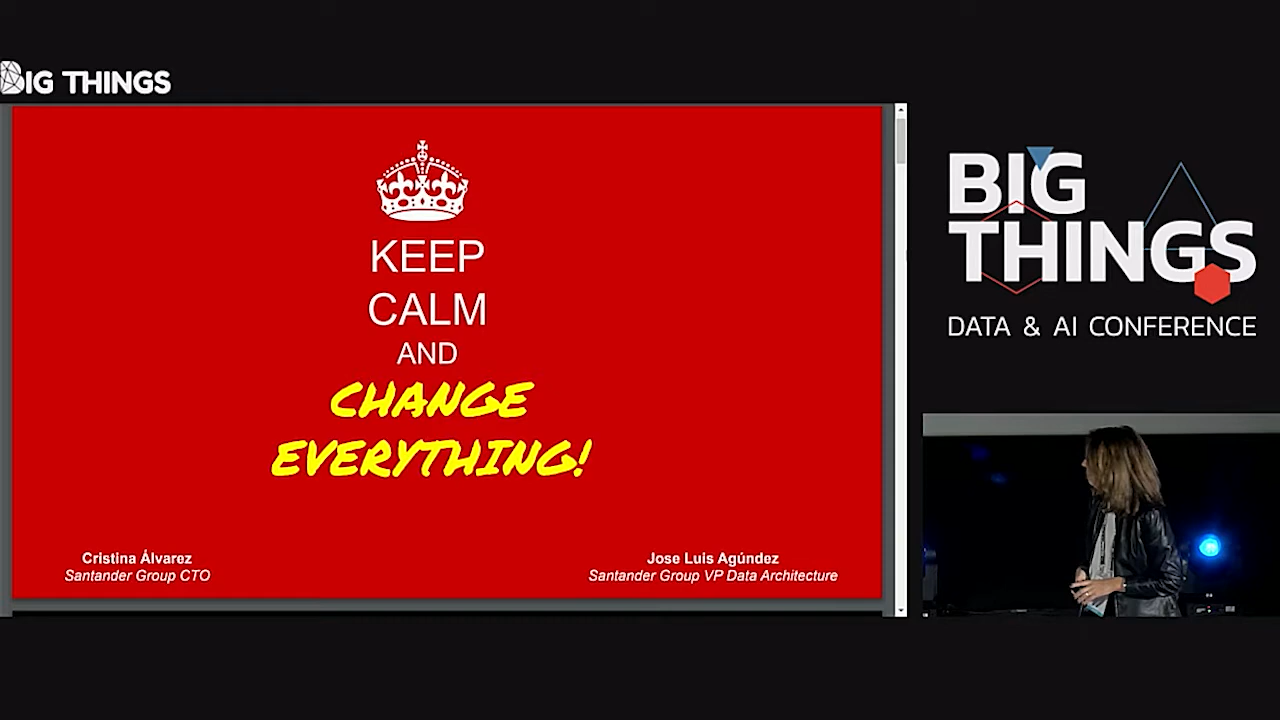 BIG THINGS
KEEP
CALM
AND
CHANGE
EVERYTHING!
Cristina Álvarez
Santander Group CTO
Jose Luis Agúndez
Santander Group VP Data Architecture
BIG
THINGS
DATA & AI CONFERENCE